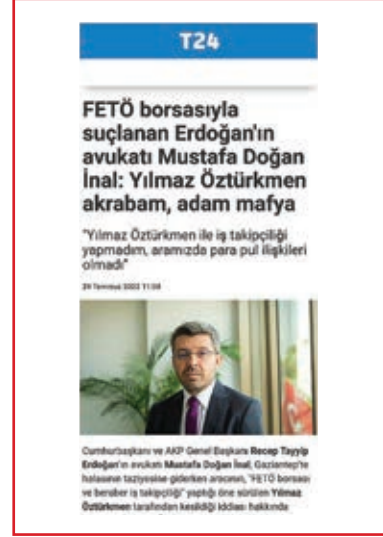 T24
FETÖ borsasıyla
suçlanan Erdoğan'ın
avukatı Mustafa Doğan
İnal: Yılmaz Öztürkmen
akrabam, adam mafya
"Yılmaz Öztürkmen ile iş takipçiliği
yapmadım, aramızda para pul ilişkileri
olmadı"
Temmuz
Cumhurbaşkanı ve AKP Genel Başkanı Recep Tayyip
Erdoğan'ın avukatı Mustafa Doğan İnal, Gaziantep'te
halasının taziyesine giderken aracının, "FETÖ borsası
ve beraber iş takipçiliği" yaptığı öne sürülen Yılmaz
Öztürkmen tarafından kesildiği iddiası hakkında